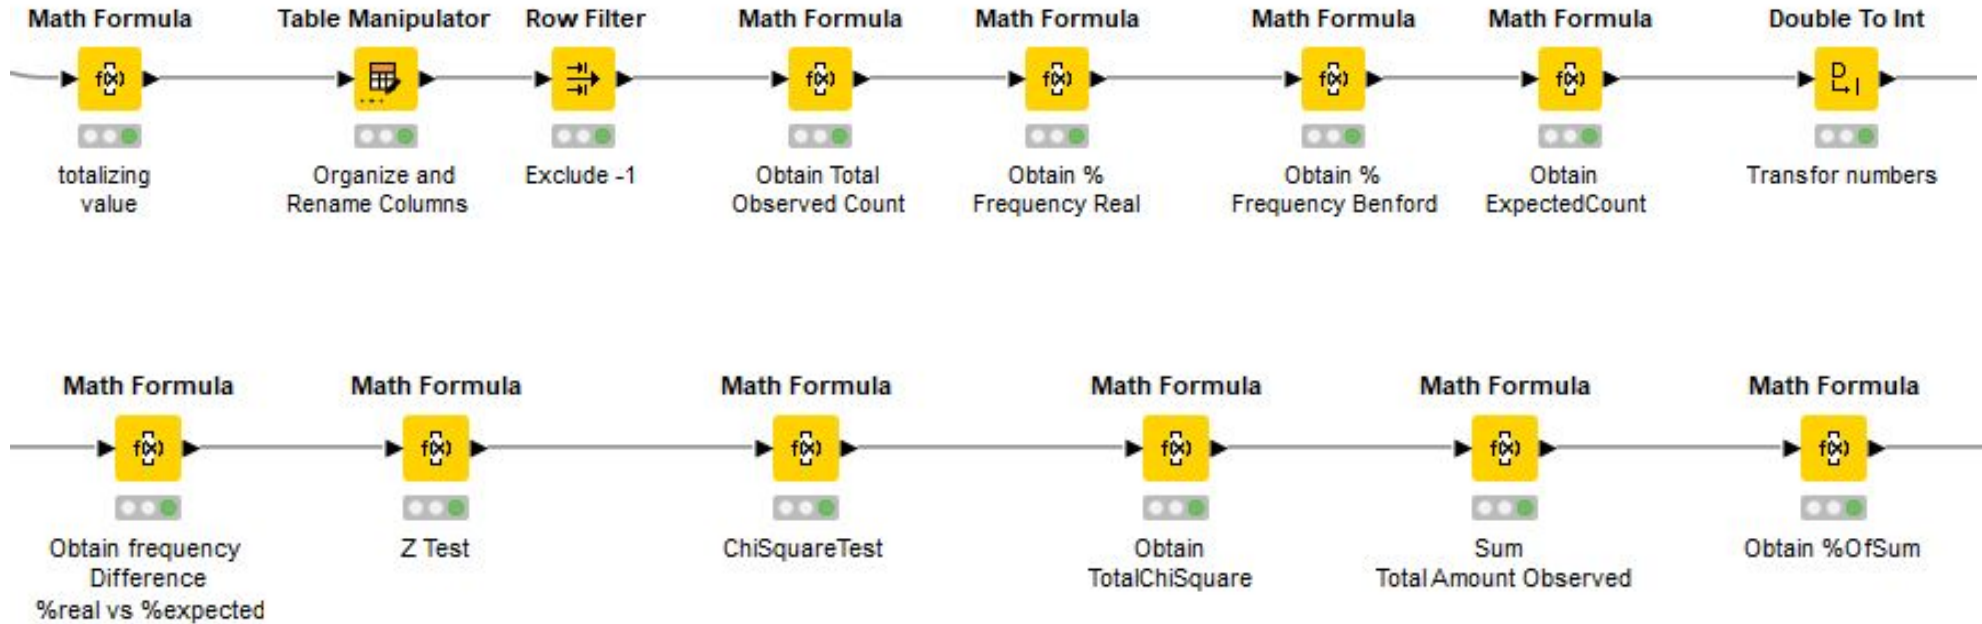 Math Formula
Table Manipulator
Row Filter
Math Formula
Math Formula
Math Formula
Math Formula
Double To Int
f(x)
f(x)
f(x)
f(x)
f(x)
D
I
totalizing
value
Organize and
Rename Columns
Exclude -1
Obtain Total
Observed Count
Obtain %
Frequency Real
Obtain %
Frequency Benford
Obtain
ExpectedCount
Transfor numbers
Math Formula
Math Formula
Math Formula
Math Formula
Math Formula
Math Formula
f(x)
f(x)
f(x)
f(x)
f(x)
f(x)
Obtain frequency
Difference
%real vs %expected
Z Test
ChiSquareTest
Obtain
TotalChiSquare
Sum
Total Amount Observed
Obtain %OfSum